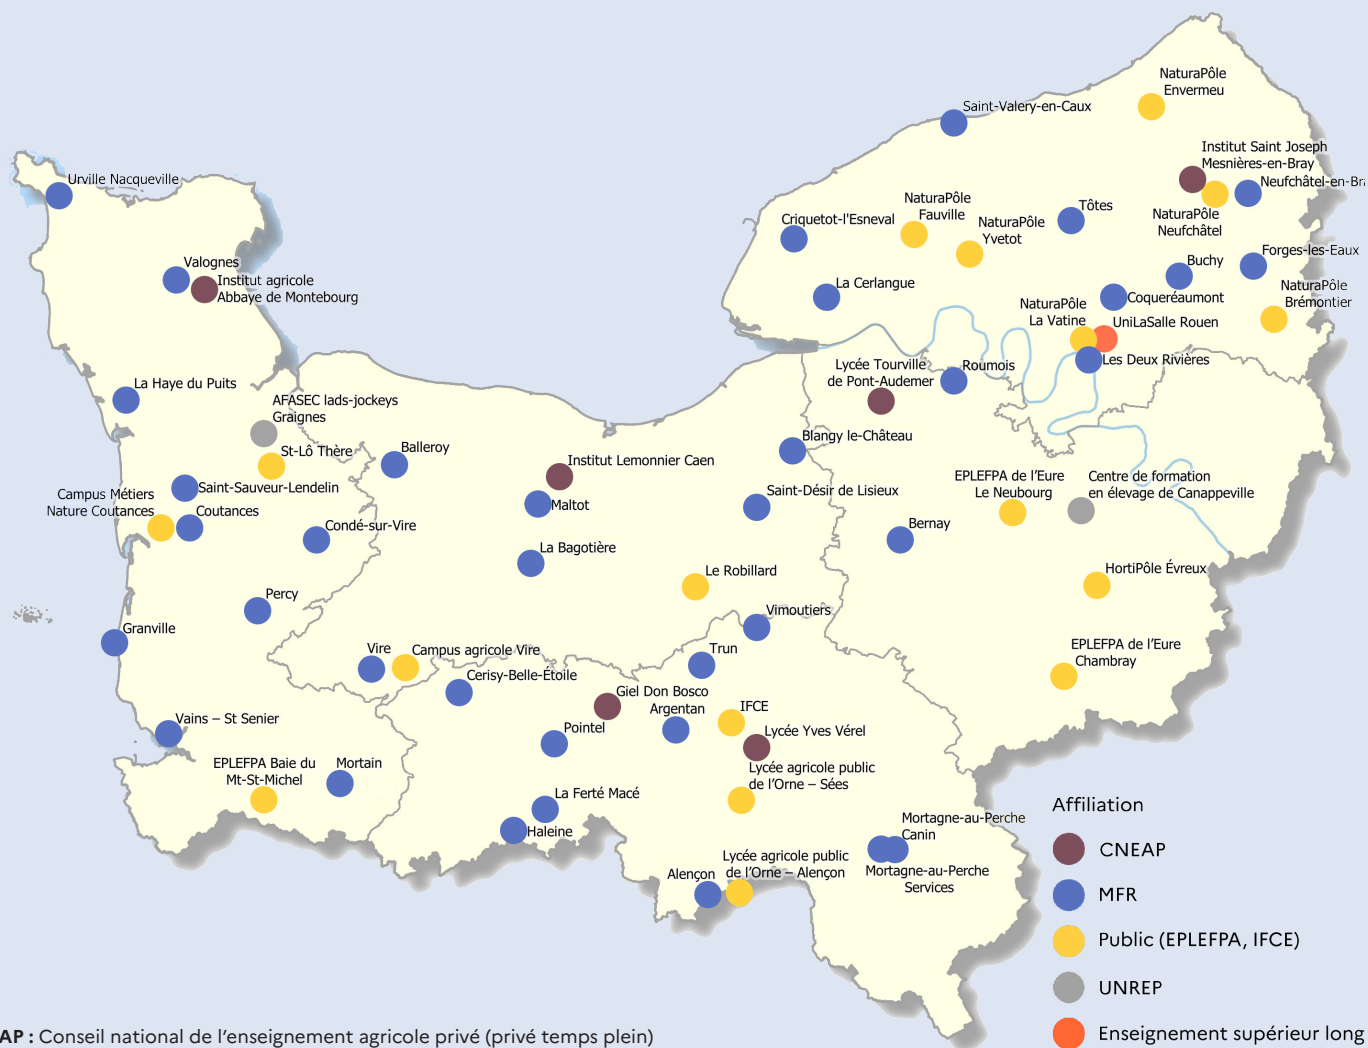 NaturaPôle
Envermeu
Saint-Valery-en-Caux
Institut Saint Joseph
Mesnières-en-Bray
Urville Nacqueville
Neufchâtel-en-Bra
NaturaPôle
Fauville
Tôtes
NaturaPôle
Neufchâtel
Criquetot-l'Esneval
NaturaPôle
Yvetot
Forges-les-Eaux
Valognes
Buchy
Institut agricole
Abbaye de Montebourg
La Cerlangue
NaturaPôle
Brémontier
Coqueréaumont
NaturaPôle
La Vatine
UniLaSalle Rouen
Les Deux Rivières
Lycée Tourville
de Pont-Audemer
Roumois
La Haye du Puits
AFASEC lads-jockeys
Graignes
Blangy le-Château
St-Lô Thère
Balleroy
Institut Lemonnier Caen
EPLEFPA de l'Eure
Le Neubourg
Centre de formation
en élevage de Canappeville
Saint-Sauveur-Lendelin
Saint-Désir de Lisieux
Campus Métiers
Nature Coutances
Coutances
Maltot
Condé-sur-Vire
Bernay
La Bagotière
Le Robillard
HortiPôle Évreux
Percy
Vimoutiers
Granville
Vire
Campus agricole Vire
Trun
EPLEFPA de l'Eure
Chambray
Cerisy-Belle-Étoile
Giel Don Bosco
Argentan
IFCE
Vains – St Senier
Pointel
Lycée Yves Vérel
EPLEFPA Baie du
Mt-St-Michel
Mortain
Lycée agricole public
de l'Orne – Sées
La Ferté Macé
Haleine
Mortagne-au-Perche
Canin
Lycée agricole public
de l'Orne – Alençon
Alençon
Mortagne-au-Perche
Services
Affiliation
CNEAP
MFR
Public (EPLEFPA, IFCE)
UNREP
Enseignement supérieur long
AP : Conseil national de l'enseignement agricole privé (privé temps plein)